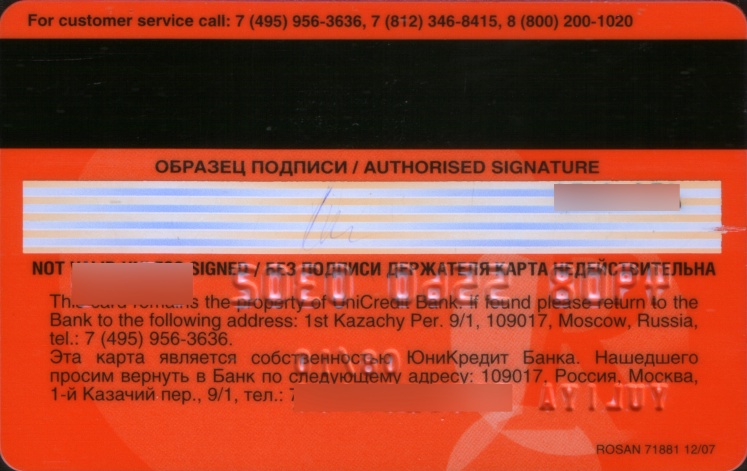 For customer service call: 7 (495) 956-3636, 7 (812) 346-8415, 8 (800) 200-1020
ОБРАЗЕЦ ПОДПИСИ / AUTHORISED SIGNATURE
NOT SIGNED / БЕЗ ПОДПИСИ ДЕРЖАТЕЛЯ КАРТА НЕДЕЙСТВИТЕЛЬНА
This card remains the property of UniCredit Bank. If found please return to the
Bank to the following address: 1st Kazachy Per. 9/1, 109017, Moscow, Russia,
tel.: 7 (495) 956-3636.
Эта карта является собственностью ЮниКредит Банка. Нашедшего
просим вернуть в Банк по следующему адресу: 109017, Россия, Москва,
1-й Казачий пер., 9/1, тел.:
ROSAN 71881 12/07